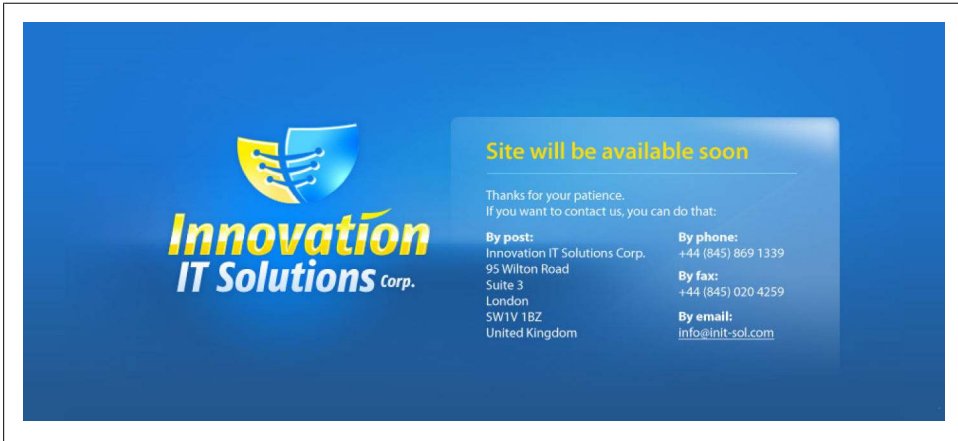 Innovation
IT Solutions Corp.
Site will be available soon
Thanks for your patience.
If you want to contact us, you can do that:
By post:
Innovation IT Solutions Corp.
95 Wilton Road
Suite 3
London
SW1V 1BZ
United Kingdom
By phone:
+44 (845) 869 1339
By fax:
+44 (845) 020 4259
By email:
info@init-sol.com